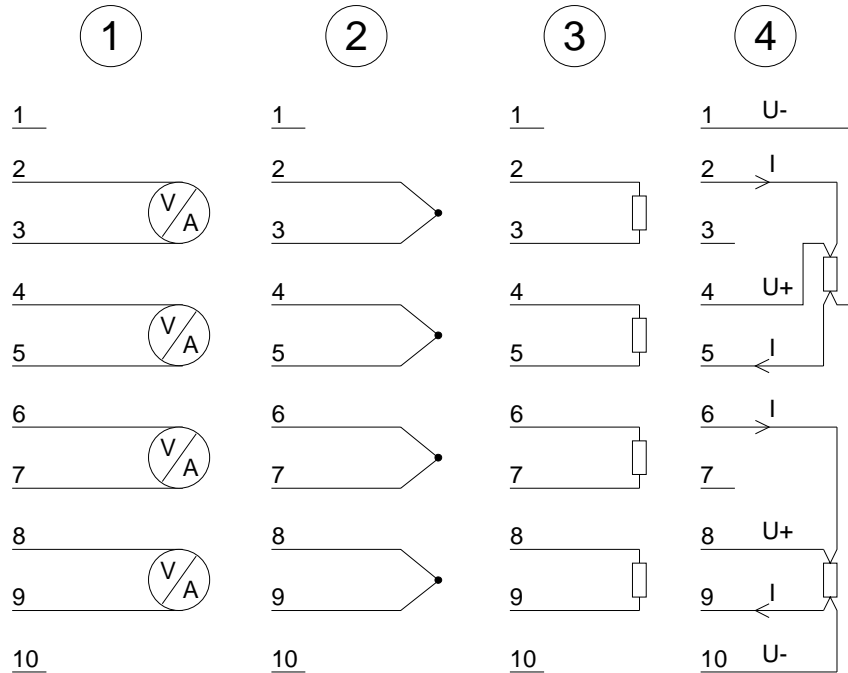 1 2 3 4
1 1 1 1 U-
2 2 2 2 I
V/A
3 3 3 3
4 4 4 4 U+
V/A
5 5 5 5 I
6 6 6 6 I
V/A
7 7 7 7
8 8 8 8 U+
V/A
9 9 9 9 I
10 10 10 10 U-